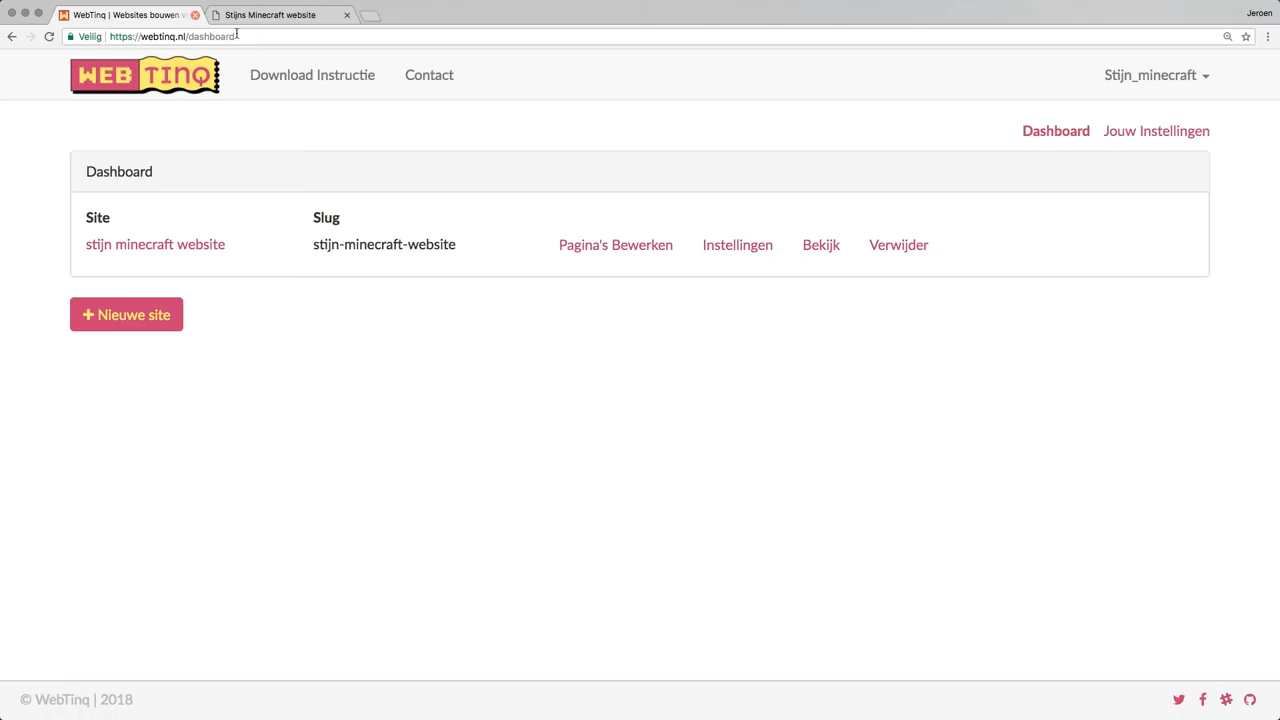 WebTinq | Websites bouwen v
Stijns Minecraft website
Jeroen
Veilig https://webtinq.nl/dashboard
WEB TINQ
Download Instructie
Contact
Stijn_minecraft
Dashboard
Jouw Instellingen
Dashboard
Site
Slug
stijn minecraft website
stijn-minecraft-website
Pagina's Bewerken
Instellingen
Bekijk
Verwijder
+ Nieuwe site
© WebTinq | 2018